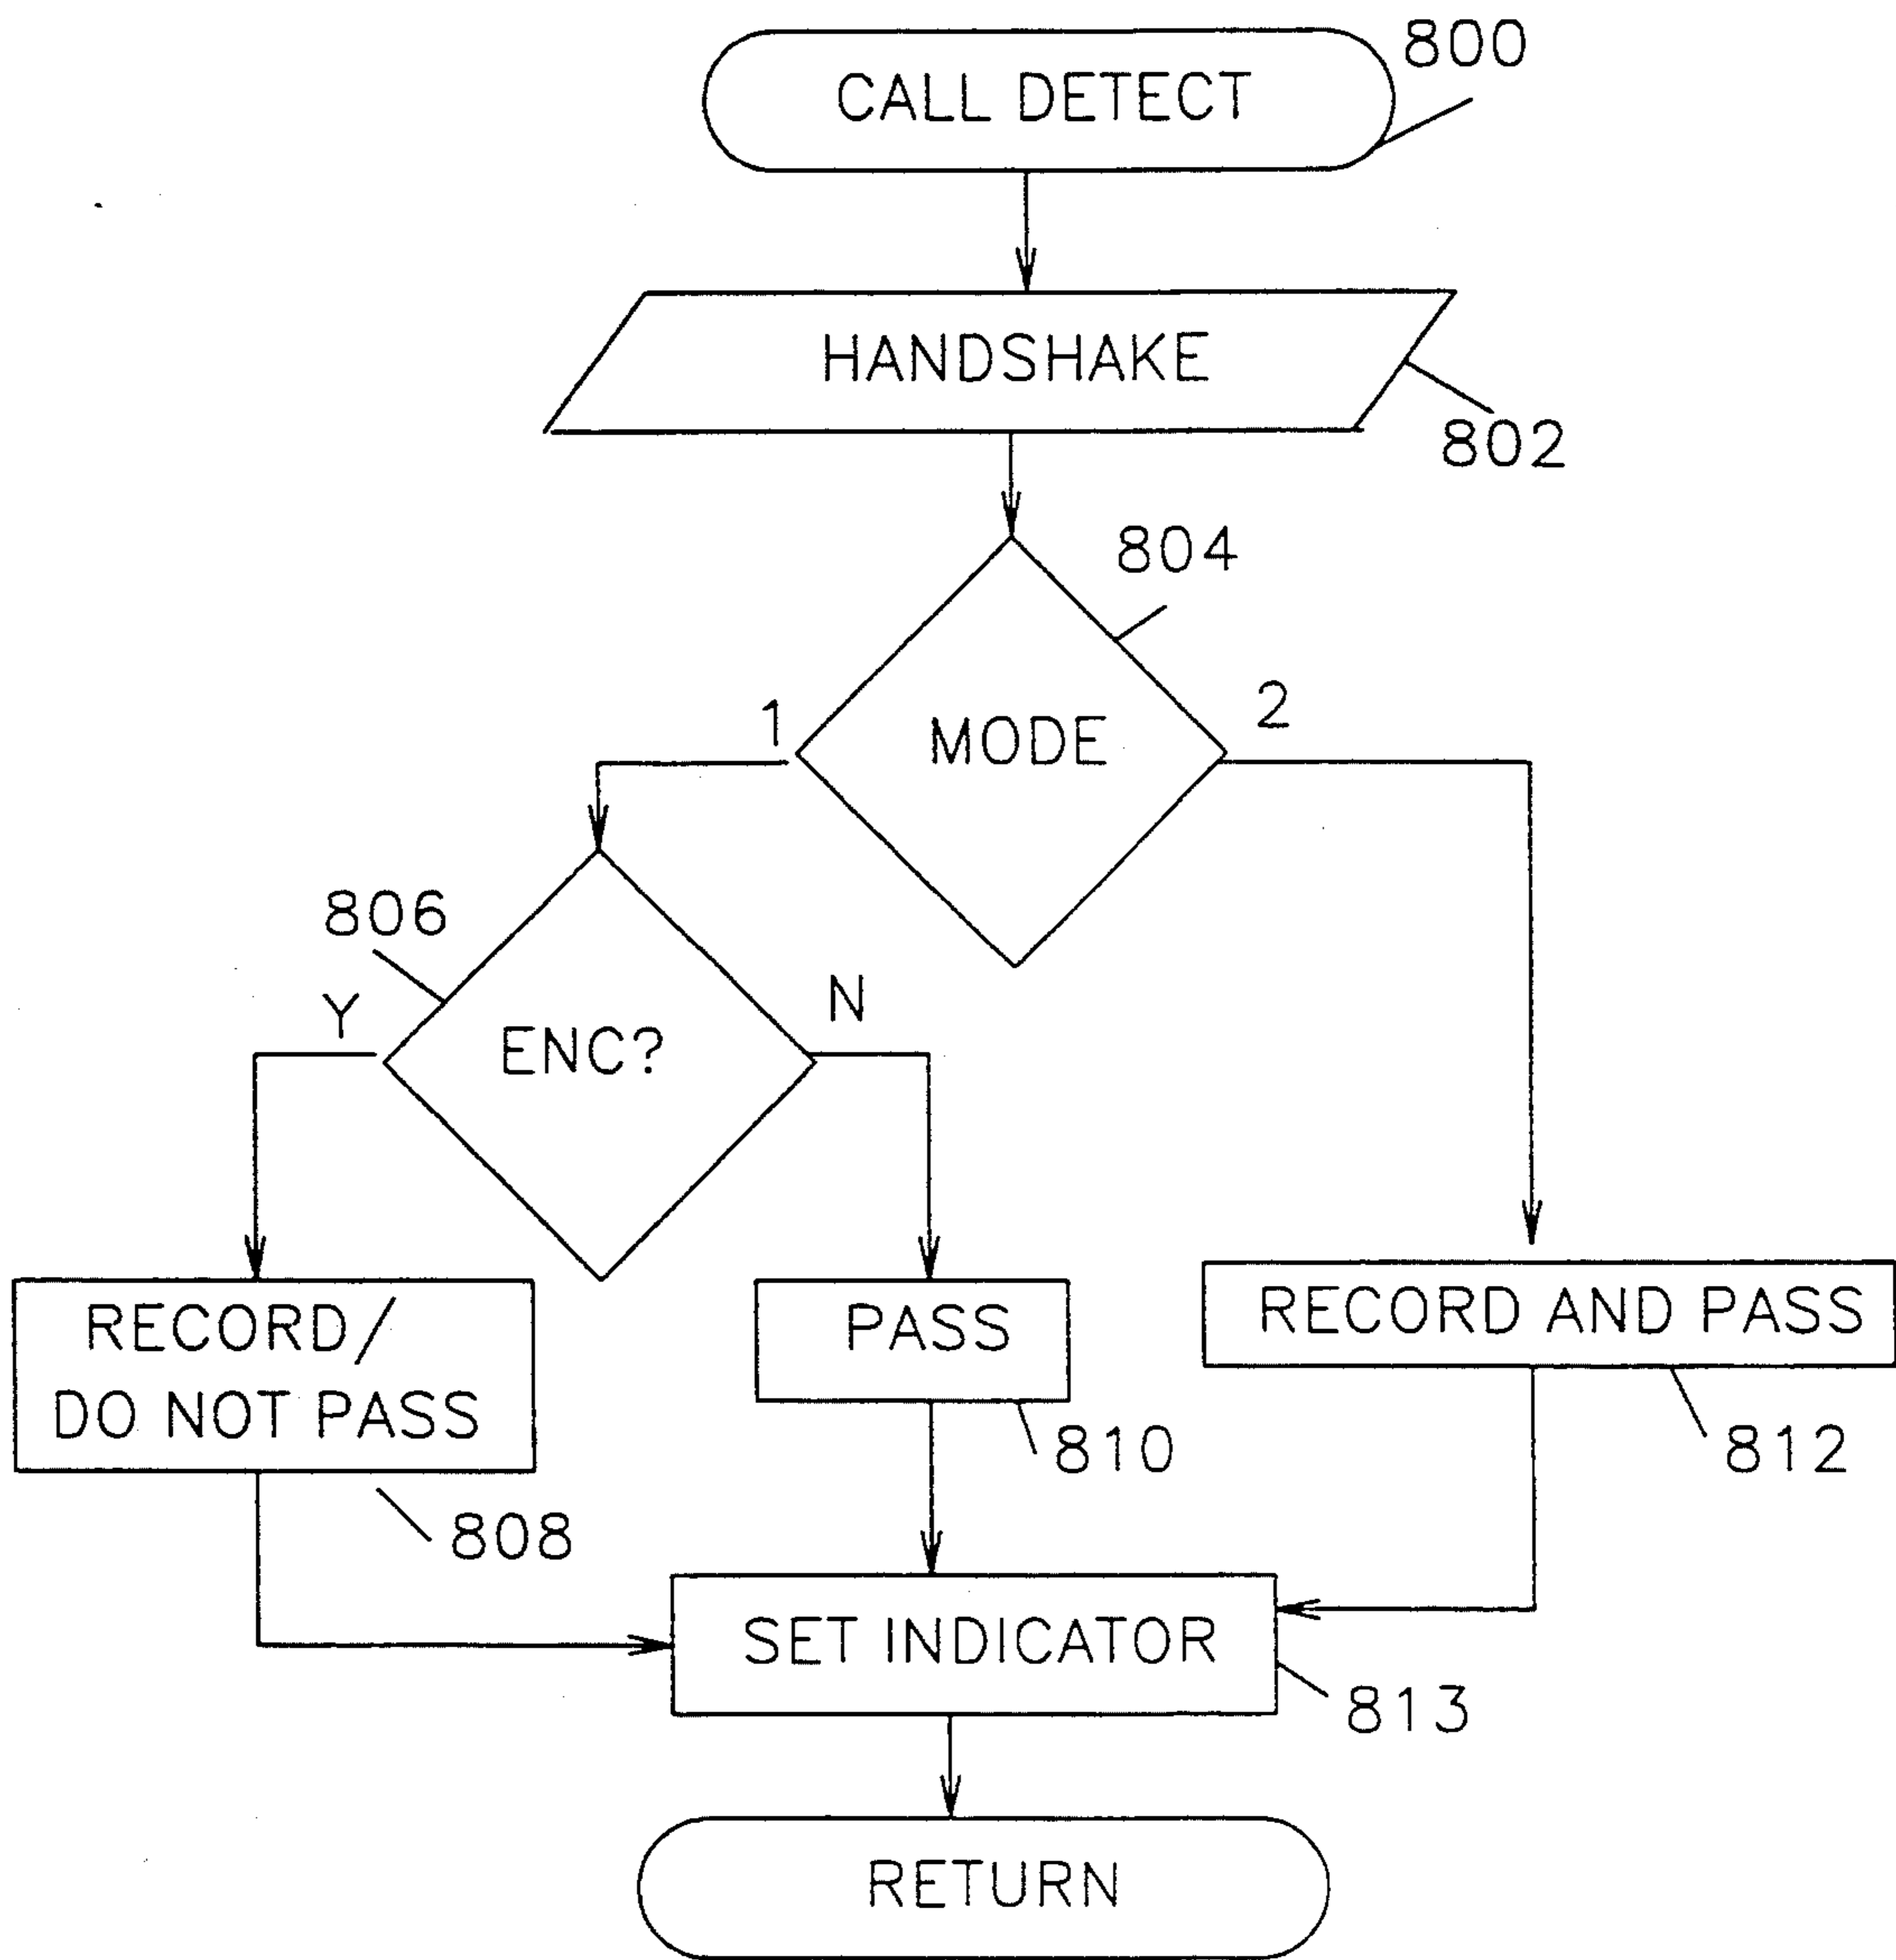 800
CALL DETECT
HANDSHAKE
802
804
1
MODE
2
806
Y
ENC?
N
RECORD/
DO NOT PASS
PASS
RECORD AND PASS
810
812
808
SET INDICATOR
813
RETURN